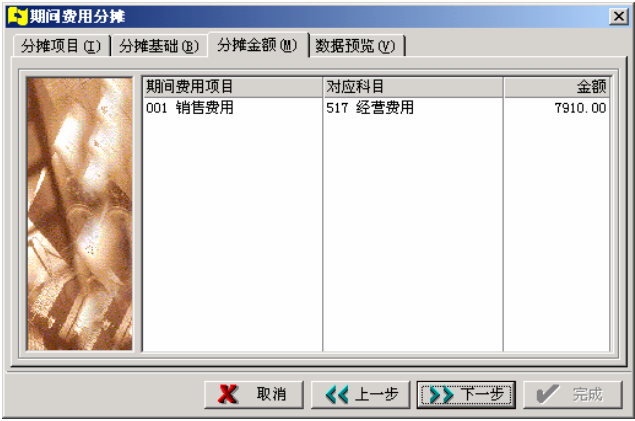 期间费用分摊
分摊项目(I) 分摊基础(B) 分摊金额(M) 数据预览(V)
期间费用项目 对应科目 金额
001 销售费用 517 经营费用 7910.00
取消 上一步 下一步 完成